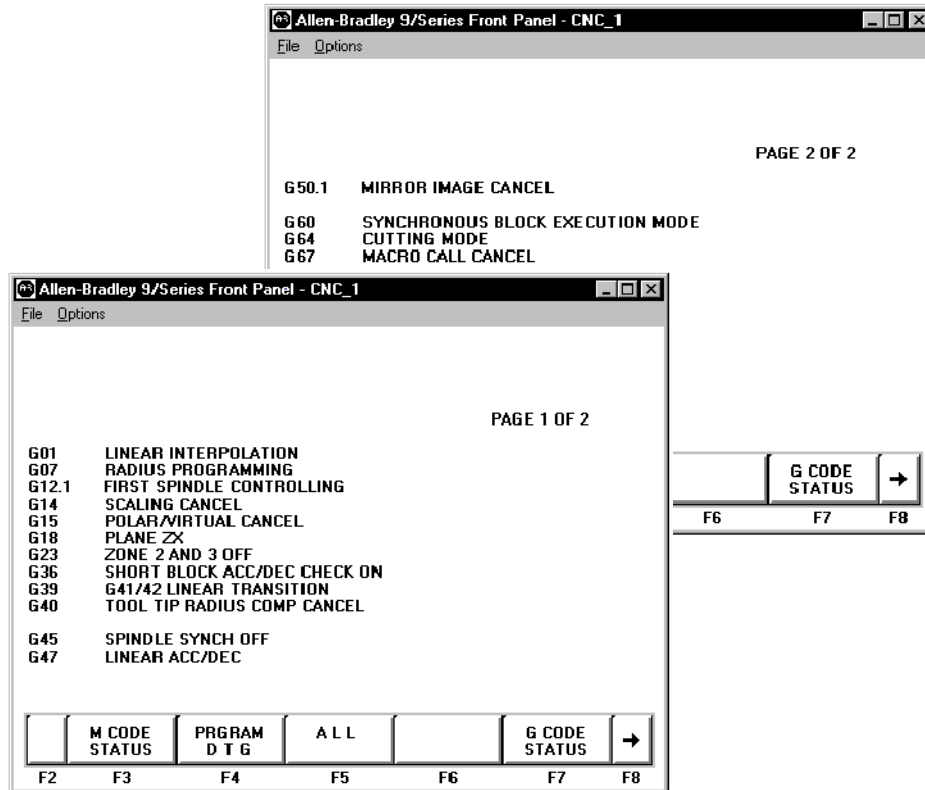 Allen-Bradley 9/Series Front Panel - CNC_1
File Options
PAGE 2 OF 2
G50.1 MIRROR IMAGE CANCEL
G60 SYNCHRONOUS BLOCK EXECUTION MODE
G64 CUTTING MODE
G67 MACRO CALL CANCEL
G CODE
STATUS
F6 F7 F8
Allen-Bradley 9/Series Front Panel - CNC_1
File Options
PAGE 1 OF 2
G01 LINEAR INTERPOLATION
G07 RADIUS PROGRAMMING
G12.1 FIRST SPINDLE CONTROLLING
G14 SCALING CANCEL
G15 POLAR/VIRTUAL CANCEL
G18 PLANE ZX
G23 ZONE 2 AND 3 OFF
G36 SHORT BLOCK ACC/DEC CHECK ON
G39 G41/42 LINEAR TRANSITION
G40 TOOL TIP RADIUS COMP CANCEL
G45 SPINDLE SYNCH OFF
G47 LINEAR ACC/DEC
M CODE PRGRAM A L L G CODE
STATUS D T G STATUS
F2 F3 F4 F5 F6 F7 F8